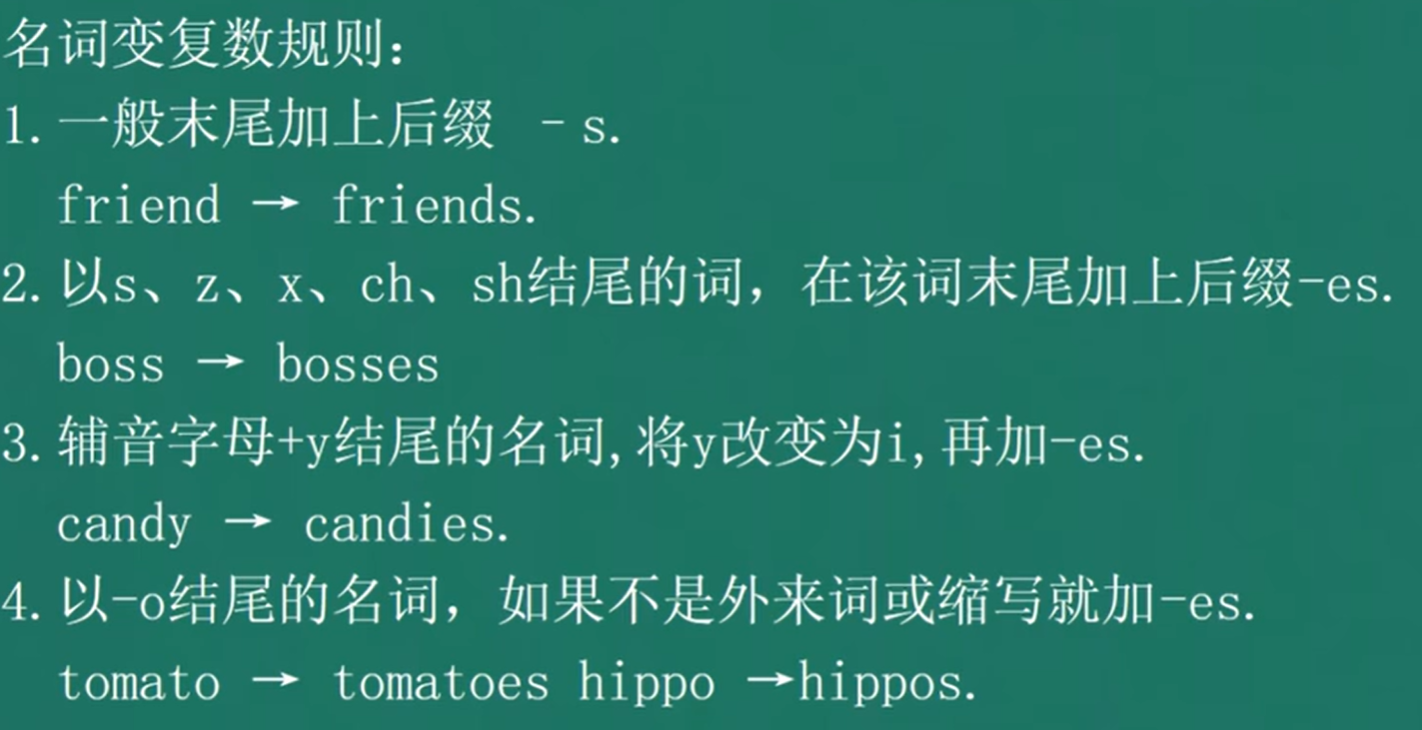 名词变复数规则：
1. 一般末尾加上后缀 －s.
friend → friends.
2. 以s、z、x、ch、sh结尾的词，在该词末尾加上后缀-es.
boss → bosses
3. 辅音字母+y结尾的名词,将y改变为i,再加-es.
candy → candies.
4. 以-o结尾的名词，如果不是外来词或缩写就加-es.
tomato → tomatoes hippo →hippos.